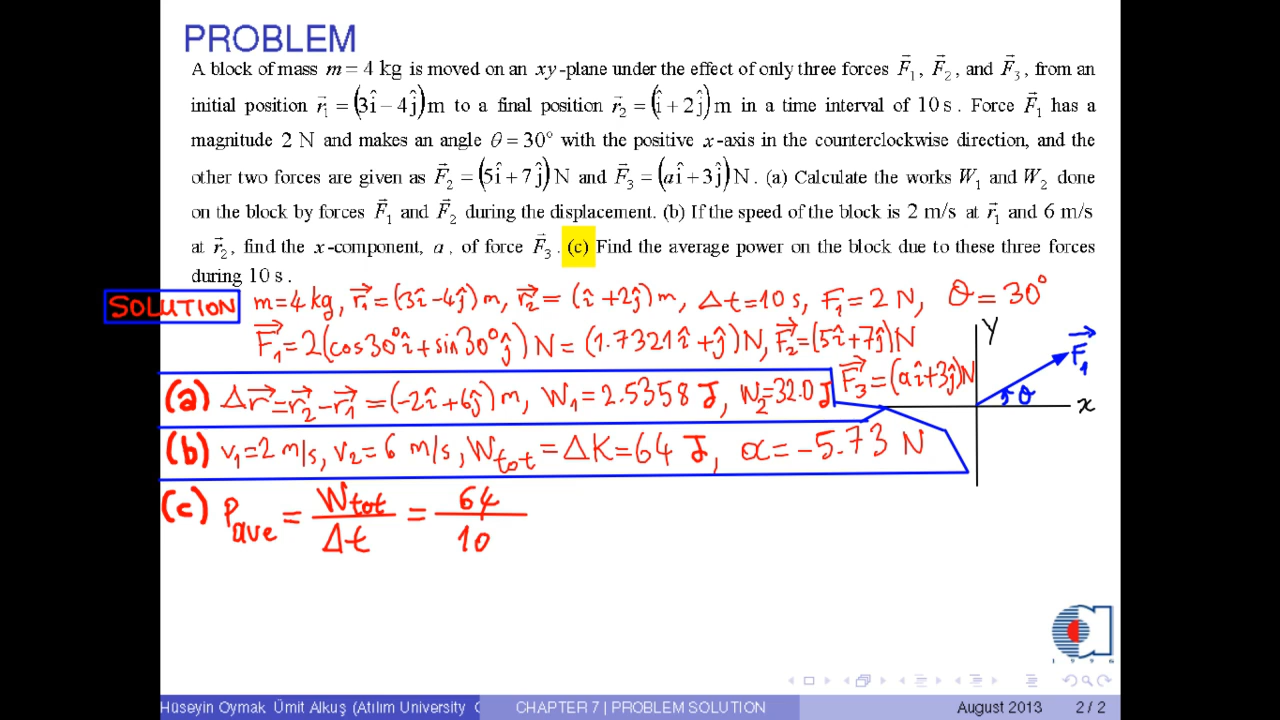 PROBLEM
A block of mass m = 4 kg is moved on an xy-plane under the effect of only three forces F⃗₁, F⃗₂, and F⃗₃, from an
initial position r⃗₁ = (3î − 4ĵ)m to a final position r⃗₂ = (î + 2ĵ)m in a time interval of 10 s. Force F⃗₁ has a
magnitude 2 N and makes an angle θ = 30° with the positive x-axis in the counterclockwise direction, and the
other two forces are given as F⃗₂ = (5î + 7ĵ)N and F⃗₃ = (aî + 3ĵ)N. (a) Calculate the works W₁ and W₂ done
on the block by forces F⃗₁ and F⃗₂ during the displacement. (b) If the speed of the block is 2 m/s at r⃗₁ and 6 m/s
at r⃗₂, find the x-component, a, of force F⃗₃. (c) Find the average power on the block due to these three forces
during 10 s.
SOLUTION m=4 kg, r⃗₁=(3î-4ĵ)m, r⃗₂=(î+2ĵ)m, Δt=10 s, F₁=2 N, θ=30°
F⃗₁=2(cos30°î+sin30°ĵ)N=(1.7321î+ĵ)N, F⃗₂=(5î+7ĵ)N
F⃗₃=(aî+3ĵ)N
(a) Δr⃗=r⃗₂-r⃗₁=(-2î+6ĵ)m, W₁=2.5358 J, W₂=32.0 J
(b) v₁=2 m/s, v₂=6 m/s, Wtot=ΔK=64 J, a=-5.73 N
(c) Pave = Wtot/Δt = 64/10
y
F⃗₁
θ
x
1 9 9 6
Hüseyin Oymak, Ümit Alkuş (Atılım University CHAPTER 7 | PROBLEM SOLUTION August 2013 2 / 2